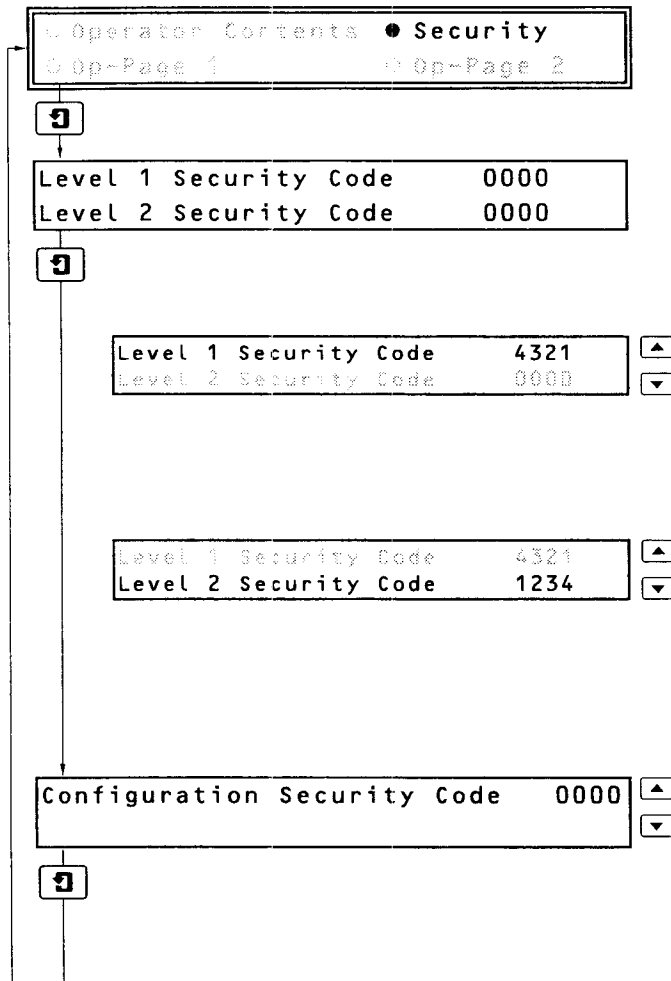 Operator Contents Security
Op-Page 1 Op-Page 2
Level 1 Security Code 0000
Level 2 Security Code 0000
Level 1 Security Code 4321
Level 2 Security Code 0000
Level 1 Security Code 4321
Level 2 Security Code 1234
Configuration Security Code 0000